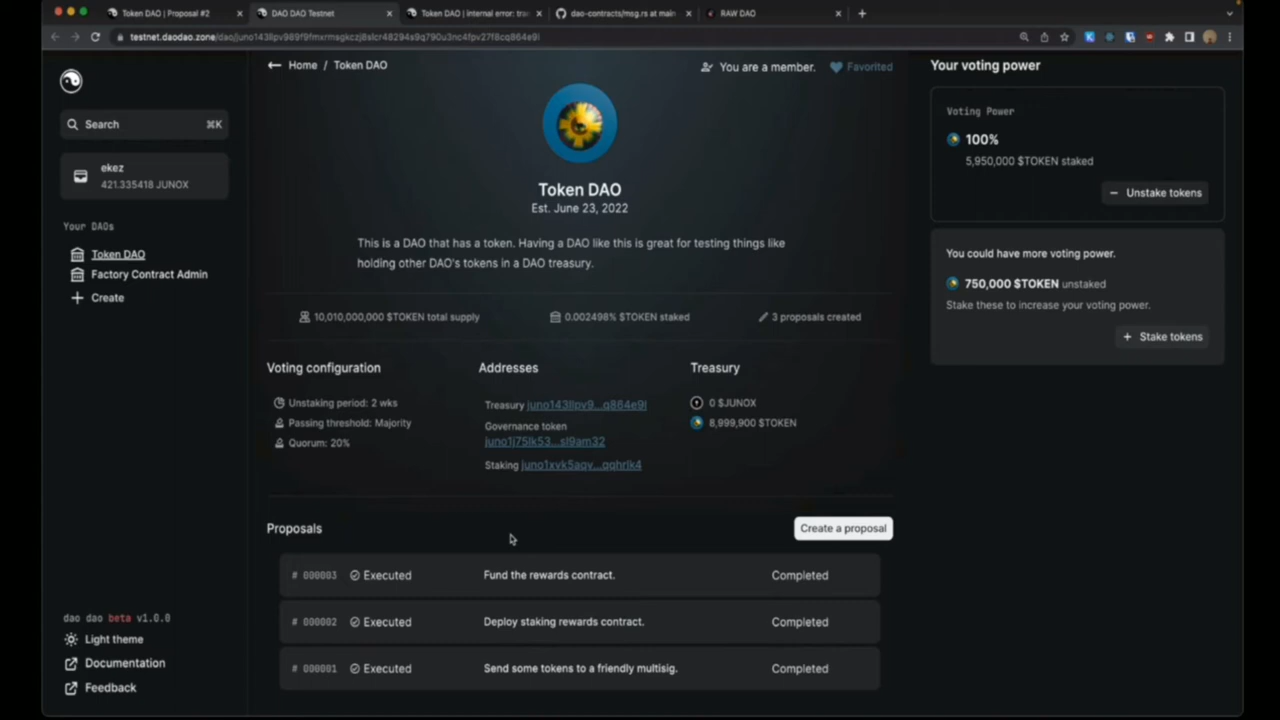 Token DAO | Proposal #2
DAO DAO Testnet
Token DAO | Internal error: tran
dao-contracts/msg.rs at main
RAW DAO
Home / Token DAO
You are a member.
Favorited
Search
⌘K
ekez
421.335418 JUNOX
Your DAOs
Token DAO
Factory Contract Admin
Create
Token DAO
Est. June 23, 2022
This is a DAO that has a token. Having a DAO like this is great for testing things like
holding other DAO's tokens in a DAO treasury.
10,010,000,000 $TOKEN total supply
0.002498% $TOKEN staked
3 proposals created
Voting configuration
Unstaking period: 2 wks
Passing threshold: Majority
Quorum: 20%
Addresses
Treasury juno143llpv9...q864e9l
Governance token
juno1j75lk53...sl9am32
Staking juno1xvk5aqv...qqhrlk4
Treasury
0 $JUNOX
8,999,900 $TOKEN
Proposals
Create a proposal
# 000003 Executed Fund the rewards contract. Completed
# 000002 Executed Deploy staking rewards contract. Completed
# 000001 Executed Send some tokens to a friendly multisig. Completed
Your voting power
Voting Power
100%
5,950,000 $TOKEN staked
Unstake tokens
You could have more voting power.
750,000 $TOKEN unstaked
Stake these to increase your voting power.
Stake tokens
dao dao beta v1.0.0
Light theme
Documentation
Feedback